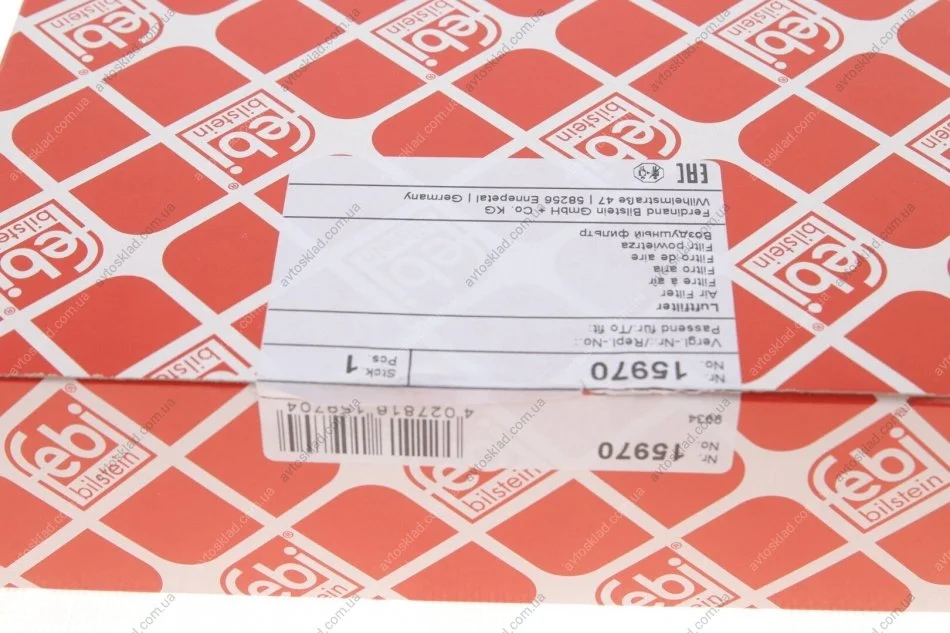 febi
bilstein
Nr.
No. 15970
9934
4 027816 159704
Nr.
No. 15970
Stck.
Pcs. 1
Vergl.-Nr./Repl.-No.:
Passend für/To fit:
Luftfilter
Air Filter
Filtre à air
Filtro aria
Filtro de aire
Filtr powietrza
Воздушный фильтр
Ferdinand Bilstein GmbH + Co. KG
Wilhelmstraße 47 | 58256 Ennepetal | Germany
EAC
avtosklad.com.ua